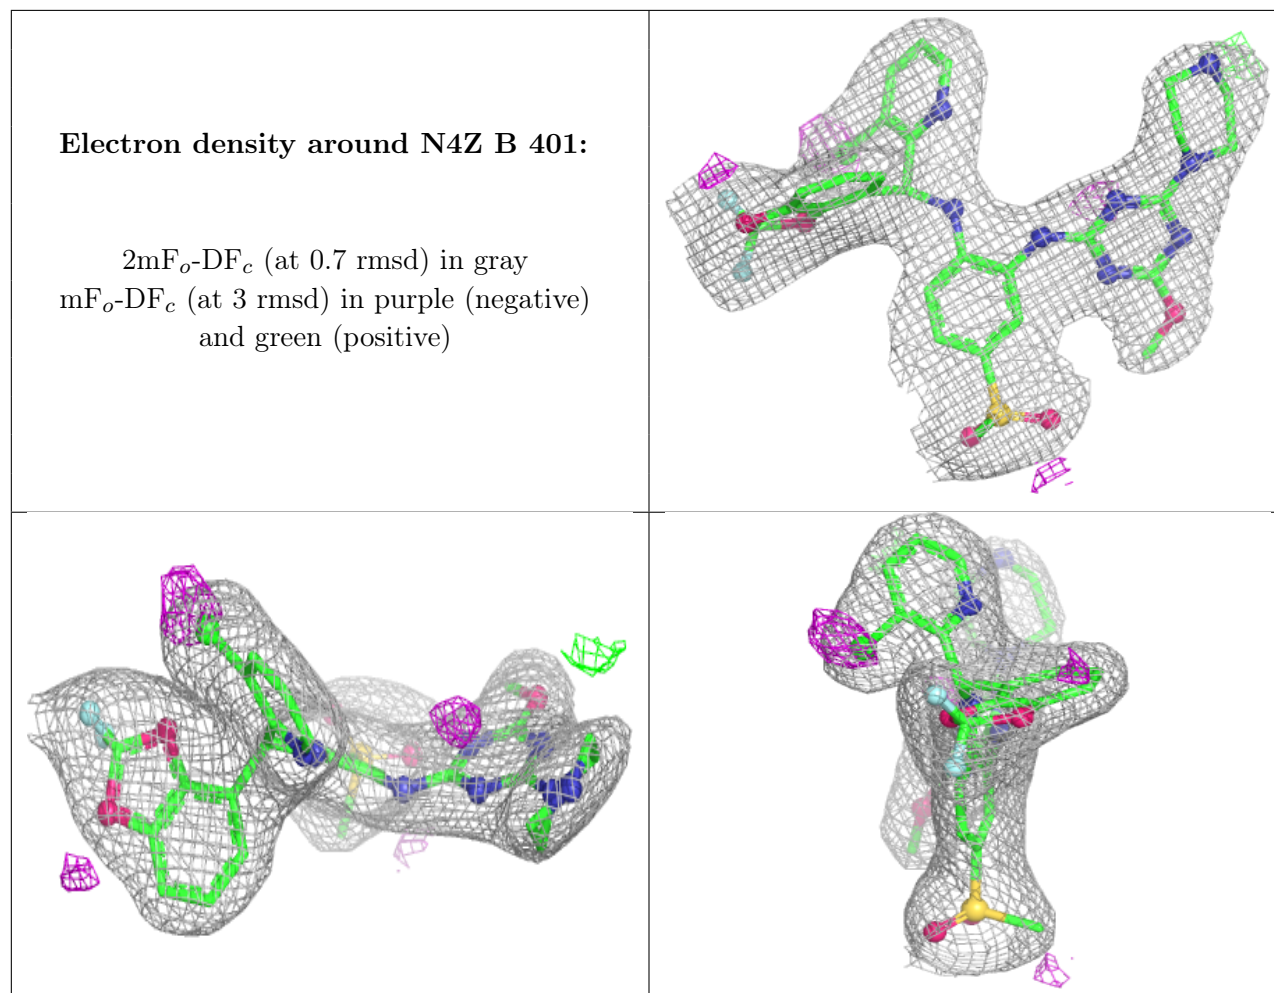 Electron density around N4Z B 401:
2mFo-DFc (at 0.7 rmsd) in gray
mFo-DFc (at 3 rmsd) in purple (negative)
and green (positive)